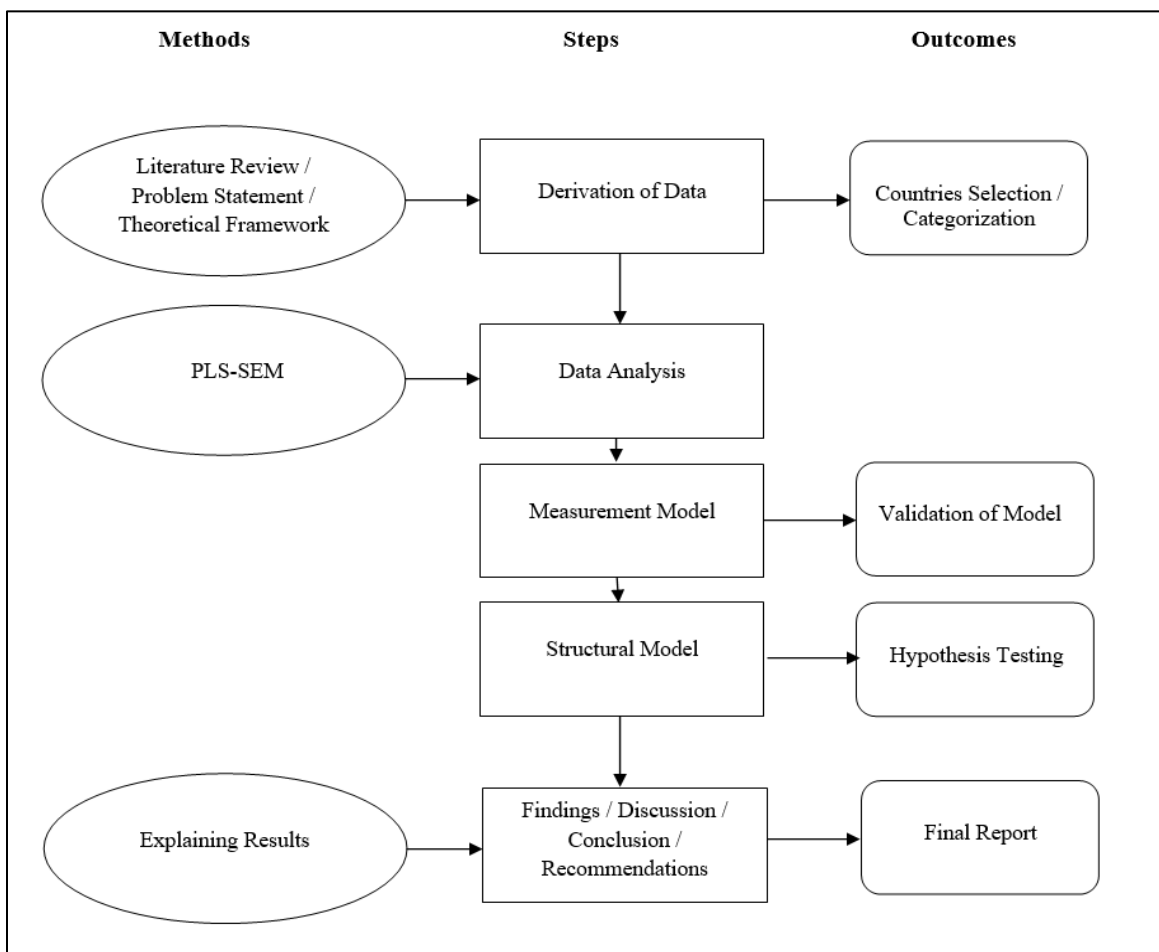 Methods
Steps
Outcomes
Literature Review /
Problem Statement /
Theoretical Framework
Derivation of Data
Countries Selection /
Categorization
PLS-SEM
Data Analysis
Measurement Model
Validation of Model
Structural Model
Hypothesis Testing
Explaining Results
Findings / Discussion /
Conclusion /
Recommendations
Final Report